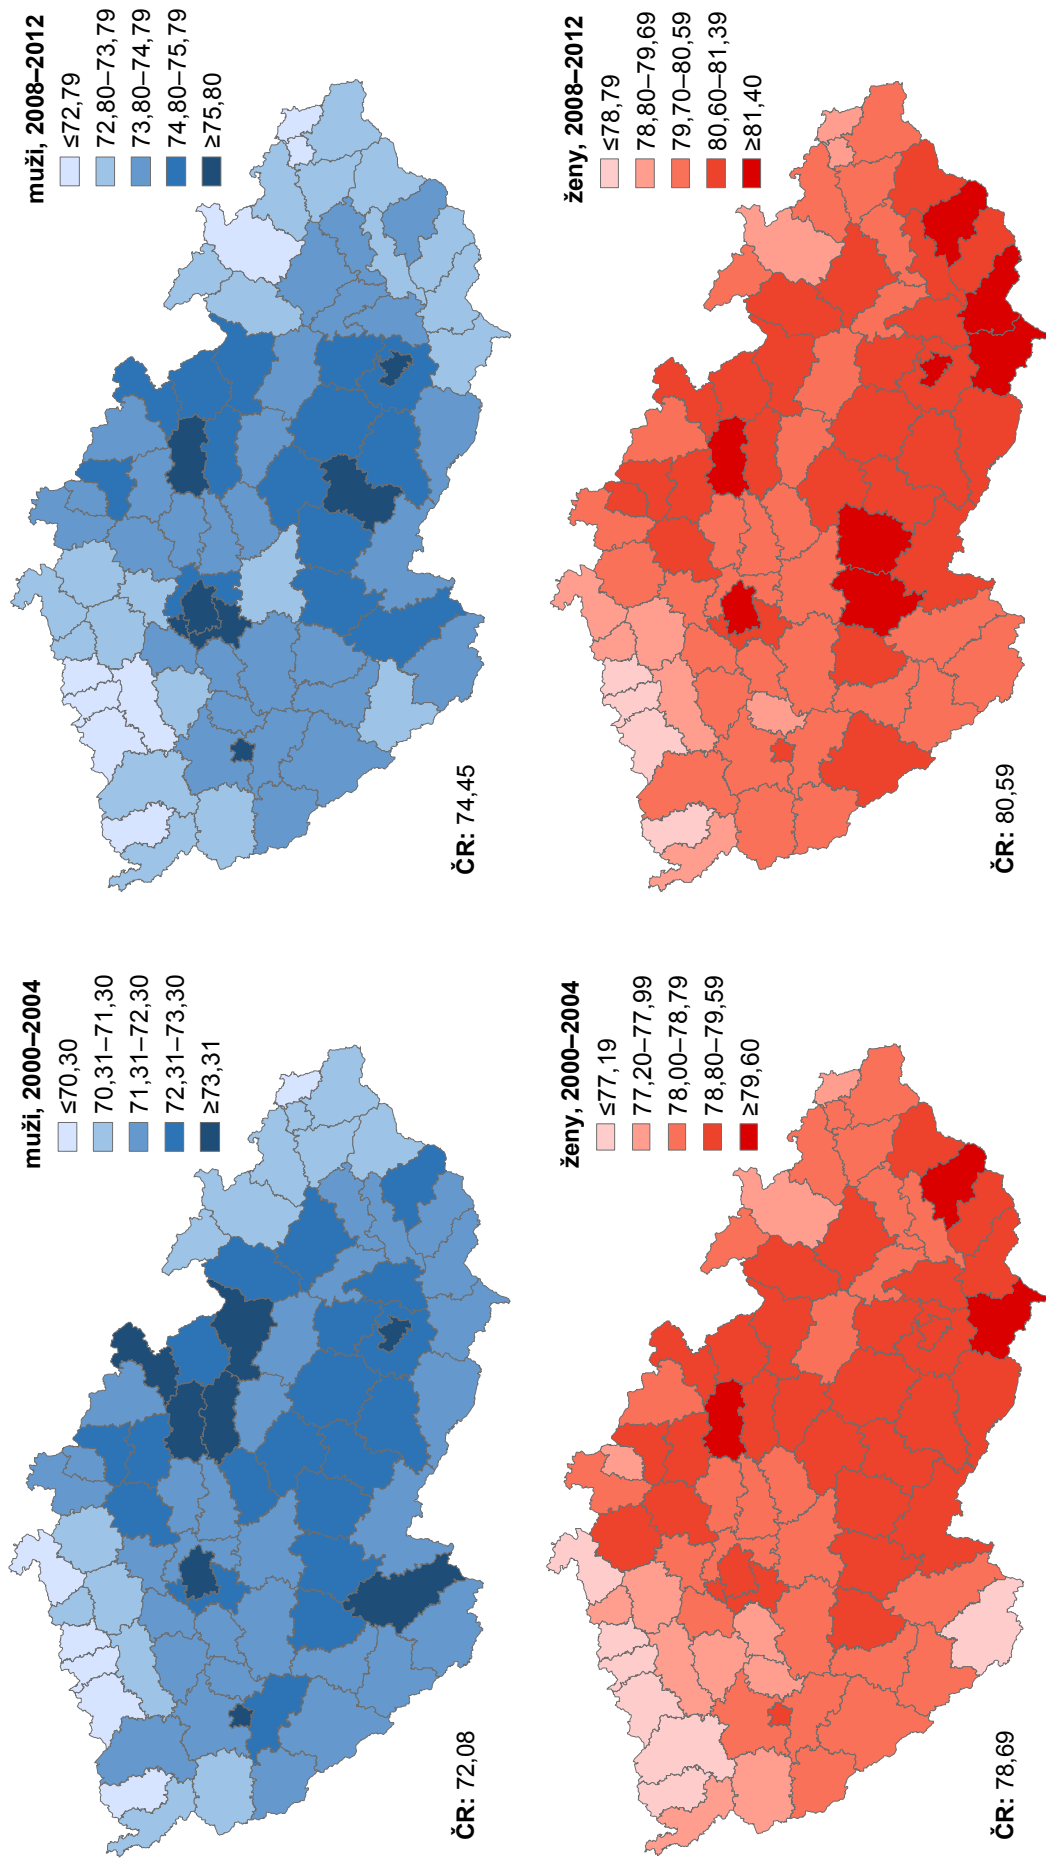 muži, 2000–2004
≤70,30
70,31–71,30
71,31–72,30
72,31–73,30
≥73,31
ČR: 72,08
muži, 2008–2012
≤72,79
72,80–73,79
73,80–74,79
74,80–75,79
≥75,80
ČR: 74,45
ženy, 2000–2004
≤77,19
77,20–77,99
78,00–78,79
78,80–79,59
≥79,60
ČR: 78,69
ženy, 2008–2012
≤78,79
78,80–79,69
79,70–80,59
80,60–81,39
≥81,40
ČR: 80,59